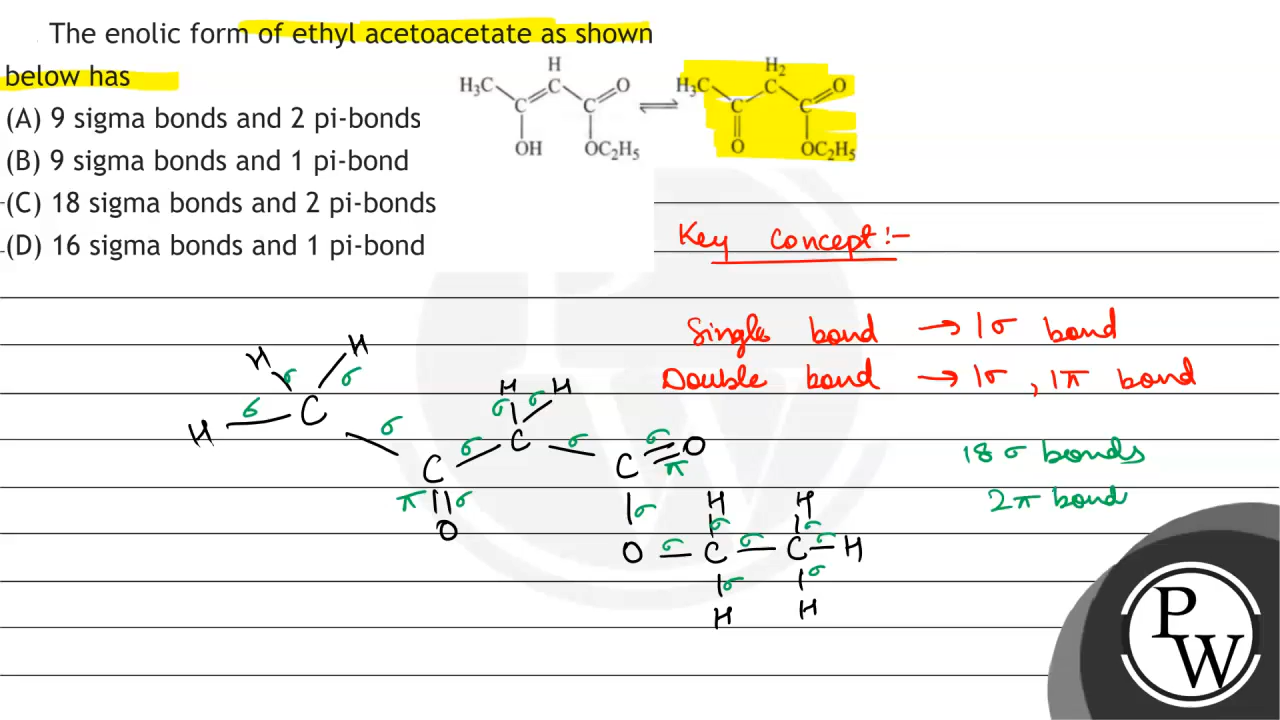 The enolic form of ethyl acetoacetate as shown
below has
(A) 9 sigma bonds and 2 pi-bonds
(B) 9 sigma bonds and 1 pi-bond
(C) 18 sigma bonds and 2 pi-bonds
(D) 16 sigma bonds and 1 pi-bond
H H₂
H₃C C O ⇌ H₃C C O
C C C C
OH OC₂H₅ O OC₂H₅
Key Concept :-
Single bond → 1σ bond
Double bond → 1σ, 1π bond
H H
σ σ
H σ C σ
H H
σ σ
C σ C σ C σ O
π
π σ
O
σ
18 σ bonds
2π bond
H H
σ σ
O σ C σ C σ H
σ σ
H H
P
W